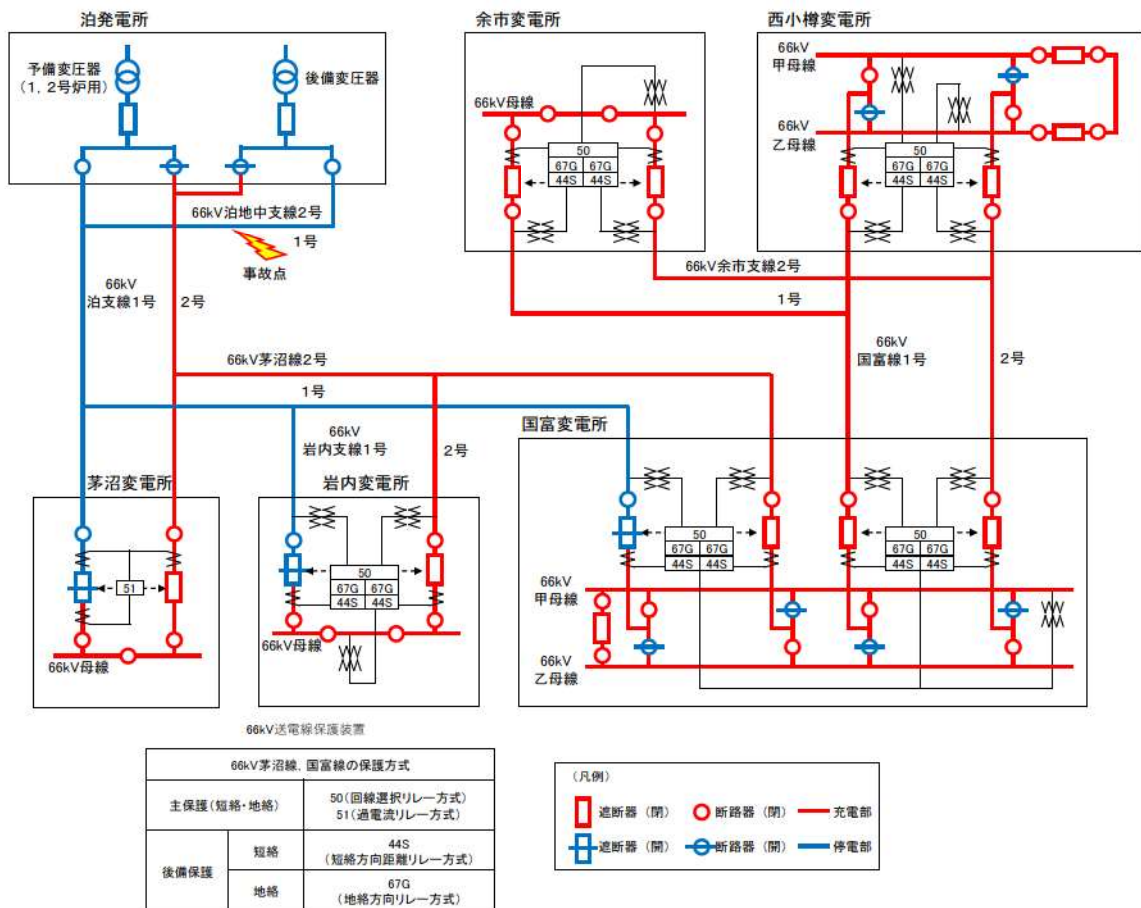 泊発電所
余市変電所
西小樽変電所
予備変圧器
(1，2号炉用)
後備変圧器
66kV母線
66kV
甲母線
66kV
乙母線
50
67G 67G
44S 44S
50
67G 67G
44S 44S
66kV泊地中支線2号
1号
事故点
66kV余市支線2号
1号
66kV
泊支線1号
2号
66kV
国富線1号
2号
66kV茅沼線2号
1号
66kV
岩内支線1号
2号
国富変電所
茅沼変電所
岩内変電所
51
66kV母線
50
67G 67G
44S 44S
66kV母線
50
67G 67G
44S 44S
50
67G 67G
44S 44S
66kV
甲母線
66kV
乙母線
66kV送電線保護装置
66kV茅沼線、国富線の保護方式
主保護(短絡・地絡)
50(回線選択リレー方式)
51(過電流リレー方式)
後備保護
短絡
44S
(短絡方向距離リレー方式)
地絡
67G
(地絡方向リレー方式)
(凡例)
遮断器（閉） 断路器（閉） 充電部
遮断器（開） 断路器（開） 停電部